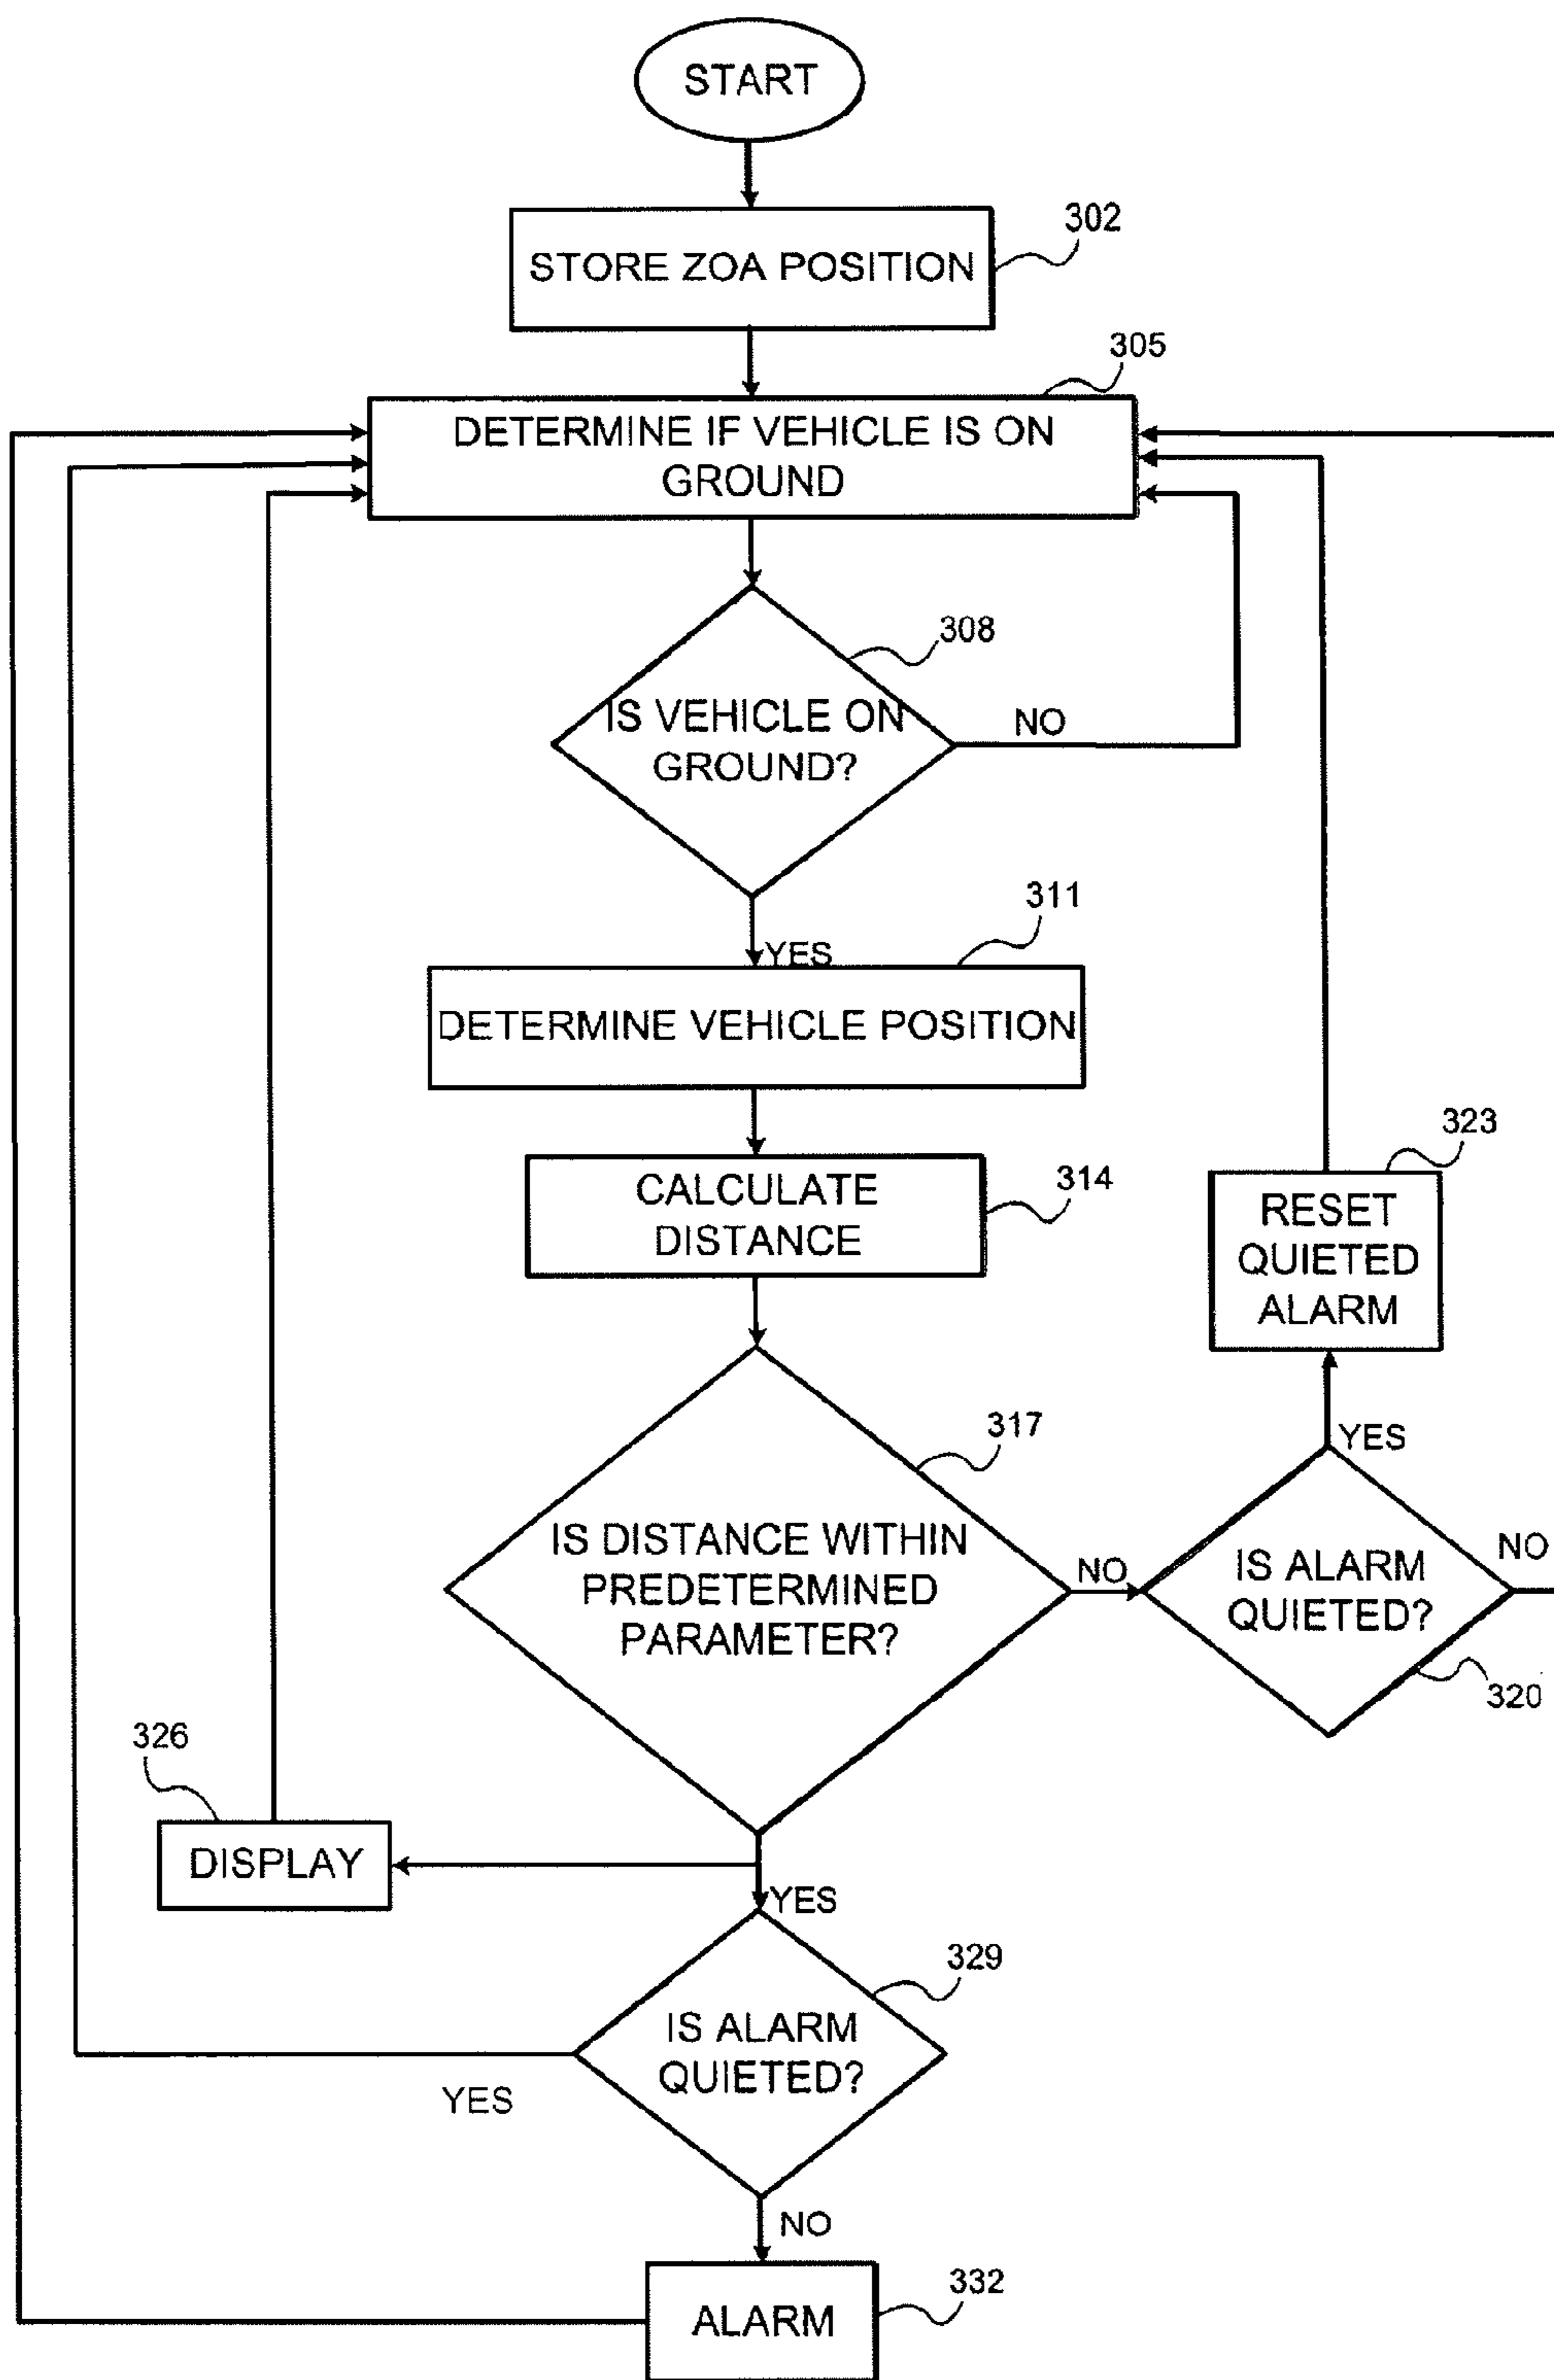 START
302
STORE ZOA POSITION
305
DETERMINE IF VEHICLE IS ON
GROUND
308
IS VEHICLE ON
GROUND?
NO
311
YES
DETERMINE VEHICLE POSITION
323
CALCULATE
DISTANCE
314
RESET
QUIETED
ALARM
317
YES
IS DISTANCE WITHIN
PREDETERMINED
PARAMETER?
NO
IS ALARM
QUIETED?
NO
320
326
DISPLAY
YES
329
IS ALARM
QUIETED?
YES
NO
332
ALARM